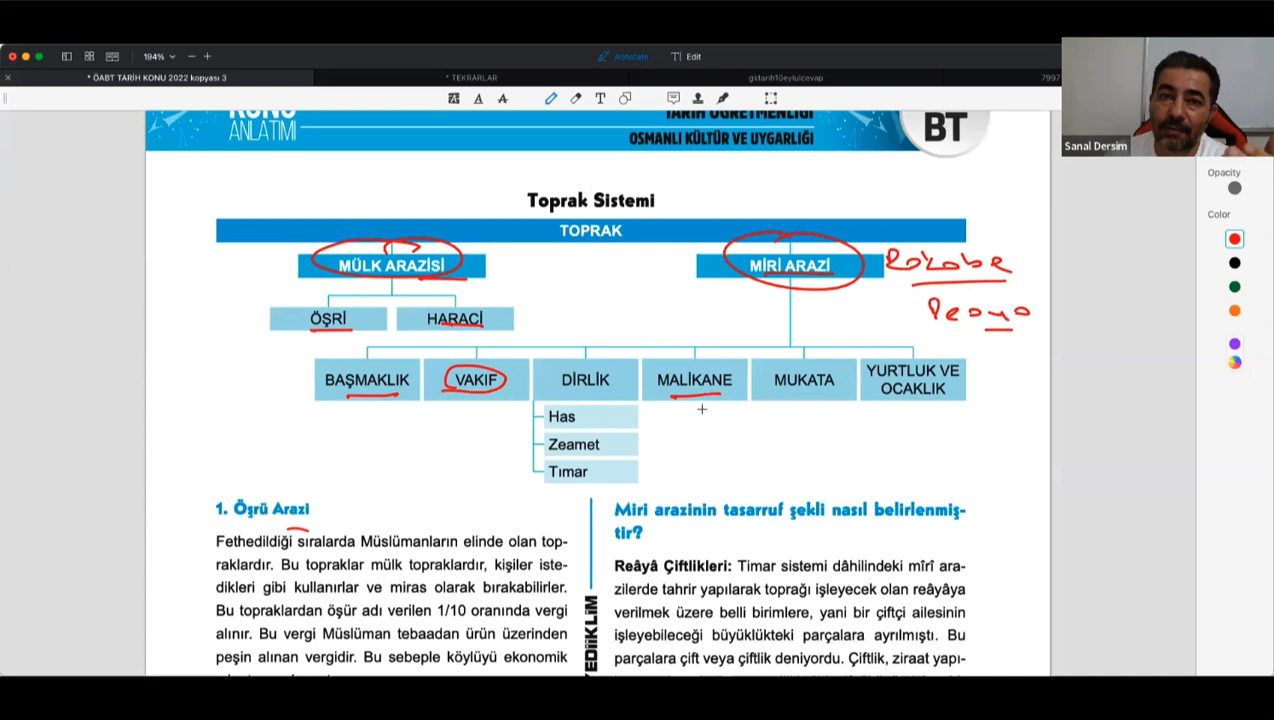 194%
Annotate
Edit
* ÖABT TARİH KONU 2022 kopyası 3
* TEKRARLAR
gktarih10eylulcevap
7997
Sanal Dersim
Opacity
Color
KONU
ANLATIMI
TARİH ÖĞRETMENLİĞİ
OSMANLI KÜLTÜR VE UYGARLIĞI
BT
Toprak Sistemi
TOPRAK
MÜLK ARAZİSİ
MİRİ ARAZİ
Rekabe
Reaya
ÖŞRİ
HARACİ
BAŞMAKLIK
VAKIF
DİRLİK
MALİKANE
MUKATA
YURTLUK VE
OCAKLIK
Has
Zeamet
Tımar
1. Öşrü Arazi
Fethedildiği sıralarda Müslümanların elinde olan top-
raklardır. Bu topraklar mülk topraklardır, kişiler iste-
dikleri gibi kullanırlar ve miras olarak bırakabilirler.
Bu topraklardan öşür adı verilen 1/10 oranında vergi
alınır. Bu vergi Müslüman tebaadan ürün üzerinden
peşin alınan vergidir. Bu sebeple köylüyü ekonomik
YEDİİKLİM
Miri arazinin tasarruf şekli nasıl belirlenmiş-
tir?
Reâyâ Çiftlikleri: Timar sistemi dâhilindeki mîrî ara-
zilerde tahrir yapılarak toprağı işleyecek olan reâyâya
verilmek üzere belli birimlere, yani bir çiftçi ailesinin
işleyebileceği büyüklükteki parçalara ayrılmıştı. Bu
parçalara çift veya çiftlik deniyordu. Çiftlik, ziraat yapı-